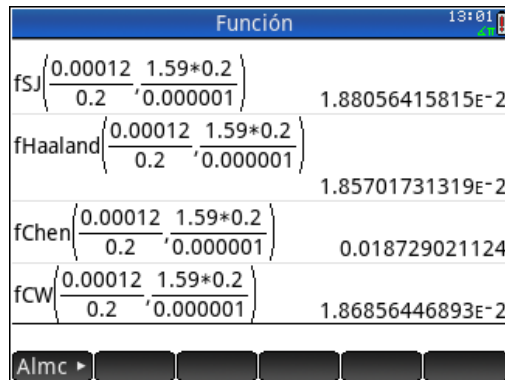 Función
13:01
∡π
fSJ(0.00012/0.2, 1.59*0.2/0.000001)
1.88056415815E-2
fHaaland(0.00012/0.2, 1.59*0.2/0.000001)
1.85701731319E-2
fChen(0.00012/0.2, 1.59*0.2/0.000001)
0.018729021124
fCW(0.00012/0.2, 1.59*0.2/0.000001)
1.86856446893E-2
Almc ▸